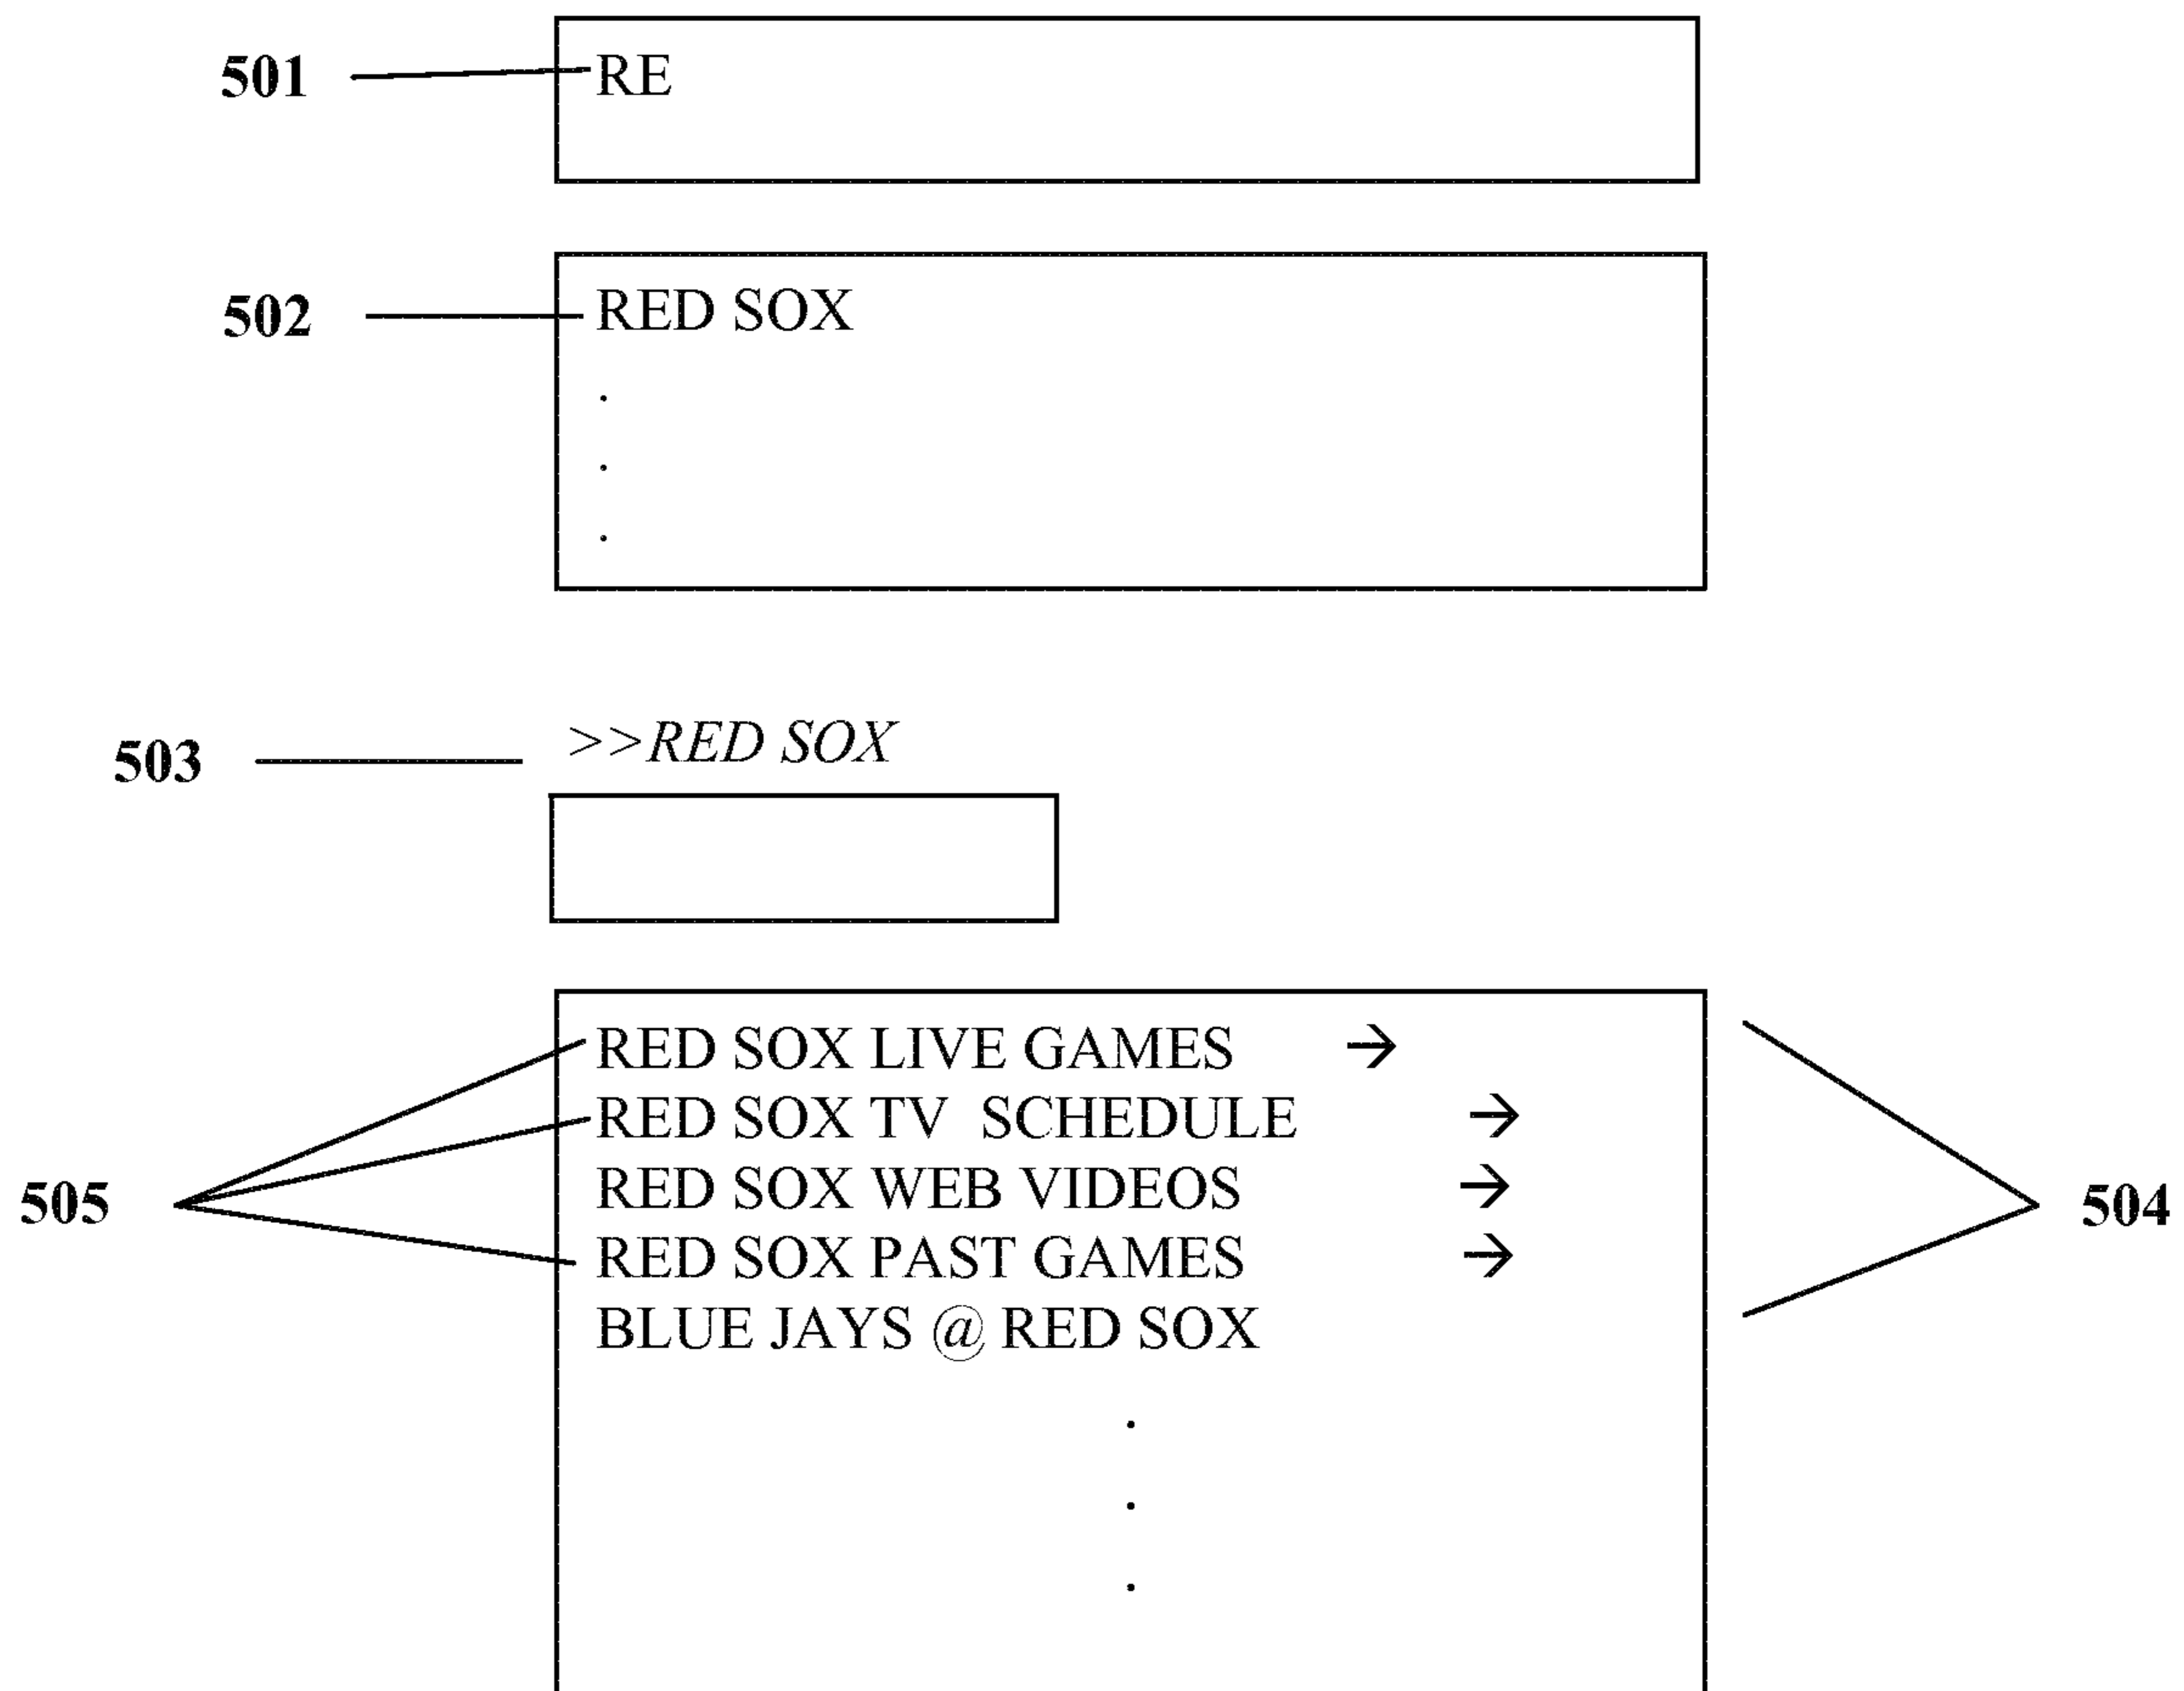 501 RE
502 RED SOX
.
.
.
503 >>RED SOX
RED SOX LIVE GAMES →
RED SOX TV SCHEDULE →
505 RED SOX WEB VIDEOS → 504
RED SOX PAST GAMES →
BLUE JAYS @ RED SOX
.
.
.